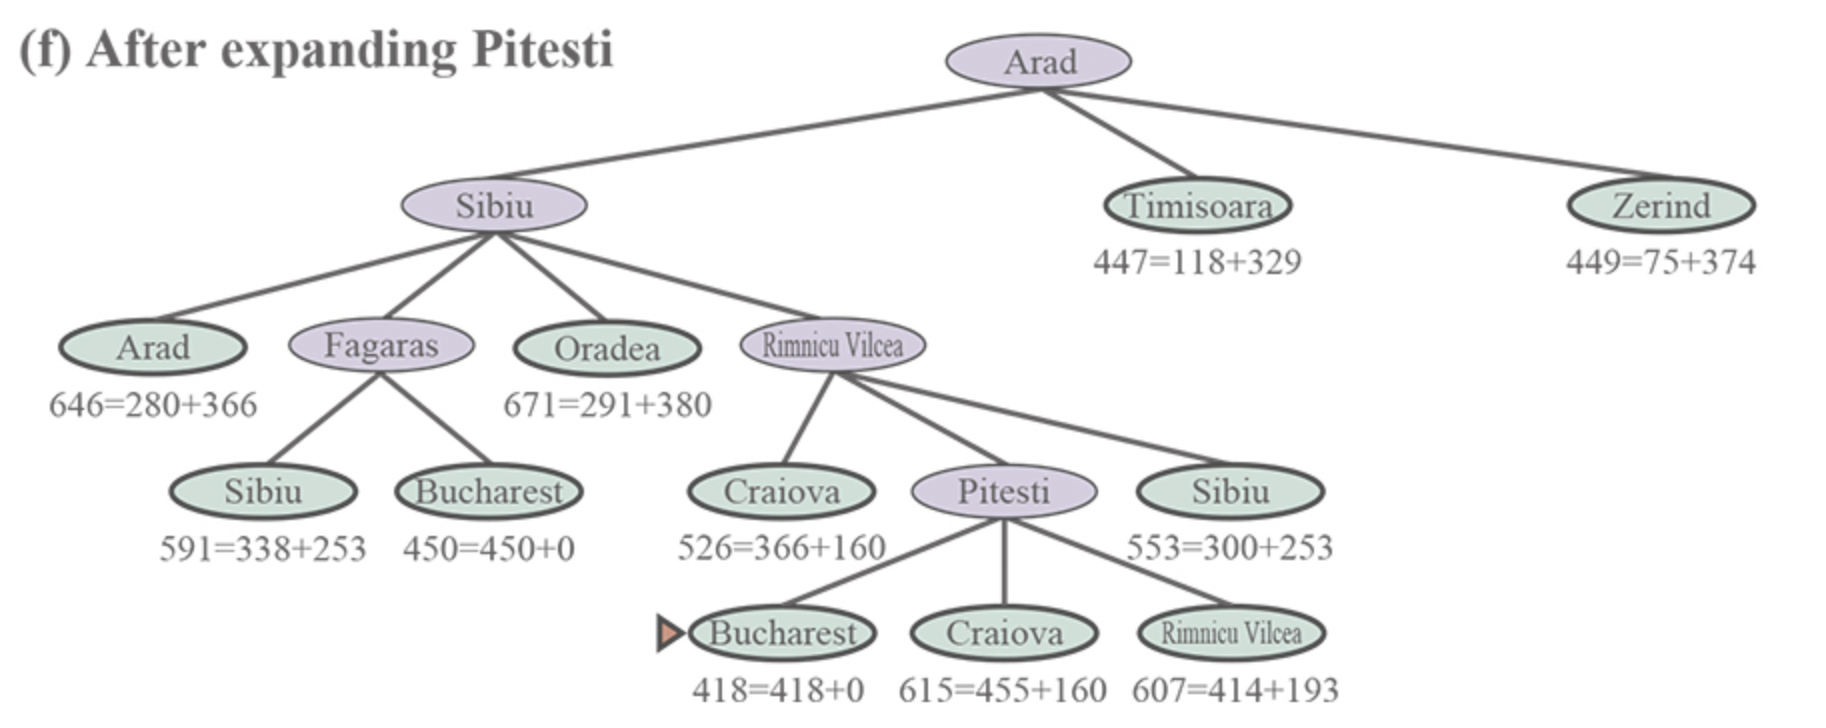 (f) After expanding Pitesti
Arad
Sibiu
Timisoara
Zerind
447=118+329
449=75+374
Arad
Fagaras
Oradea
Rimnicu Vilcea
646=280+366
671=291+380
Sibiu
Bucharest
Craiova
Pitesti
Sibiu
591=338+253
450=450+0
526=366+160
553=300+253
Bucharest
Craiova
Rimnicu Vilcea
418=418+0
615=455+160
607=414+193